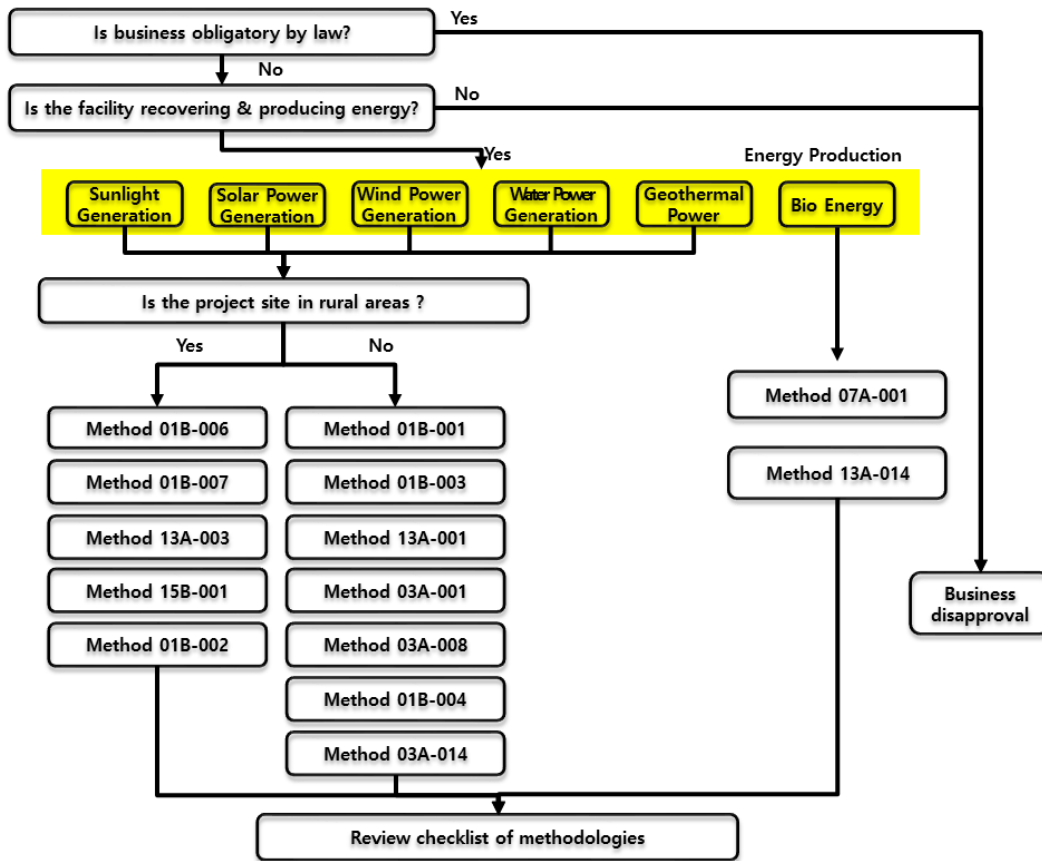 Is business obligatory by law?
Yes
No
Is the facility recovering & producing energy?
No
Yes
Energy Production
Sunlight
Generation
Solar Power
Generation
Wind Power
Generation
Water Power
Generation
Geothermal
Power
Bio Energy
Is the project site in rural areas ?
Yes
No
Method 01B-006
Method 01B-007
Method 13A-003
Method 15B-001
Method 01B-002
Method 01B-001
Method 01B-003
Method 13A-001
Method 03A-001
Method 03A-008
Method 01B-004
Method 03A-014
Method 07A-001
Method 13A-014
Business
disapproval
Review checklist of methodologies